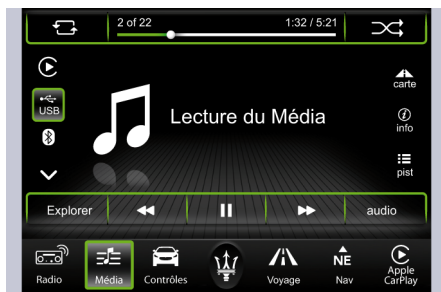 2 of 22
1:32 / 5:21
USB
Lecture du Média
carte
info
pist
Explorer
audio
Radio
Média
Contrôles
Voyage
NE
Nav
Apple
CarPlay